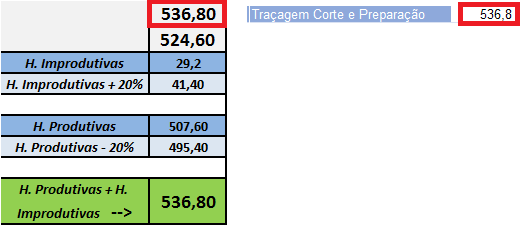 536,80
524,60
H. Improdutivas 29,2
H. Improdutivas + 20% 41,40
H. Produtivas 507,60
H. Produtivas - 20% 495,40
H. Produtivas + H.
Improdutivas --> 536,80
Traçagem Corte e Preparação 536,8